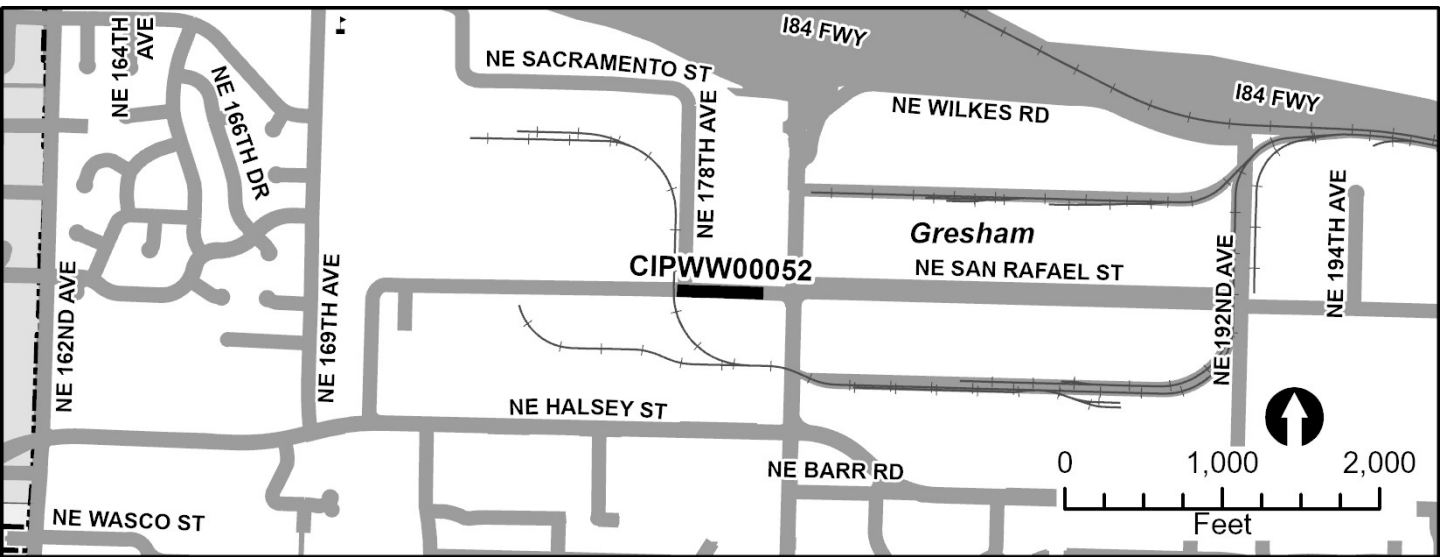 NE 164TH
AVE
NE 166TH DR
NE 162ND AVE
NE 169TH AVE
NE SACRAMENTO ST
NE 178TH AVE
I84 FWY
I84 FWY
NE WILKES RD
Gresham
CIPWW00052
NE SAN RAFAEL ST
NE 192ND AVE
NE 194TH AVE
NE HALSEY ST
NE BARR RD
NE WASCO ST
0 1,000 2,000
Feet